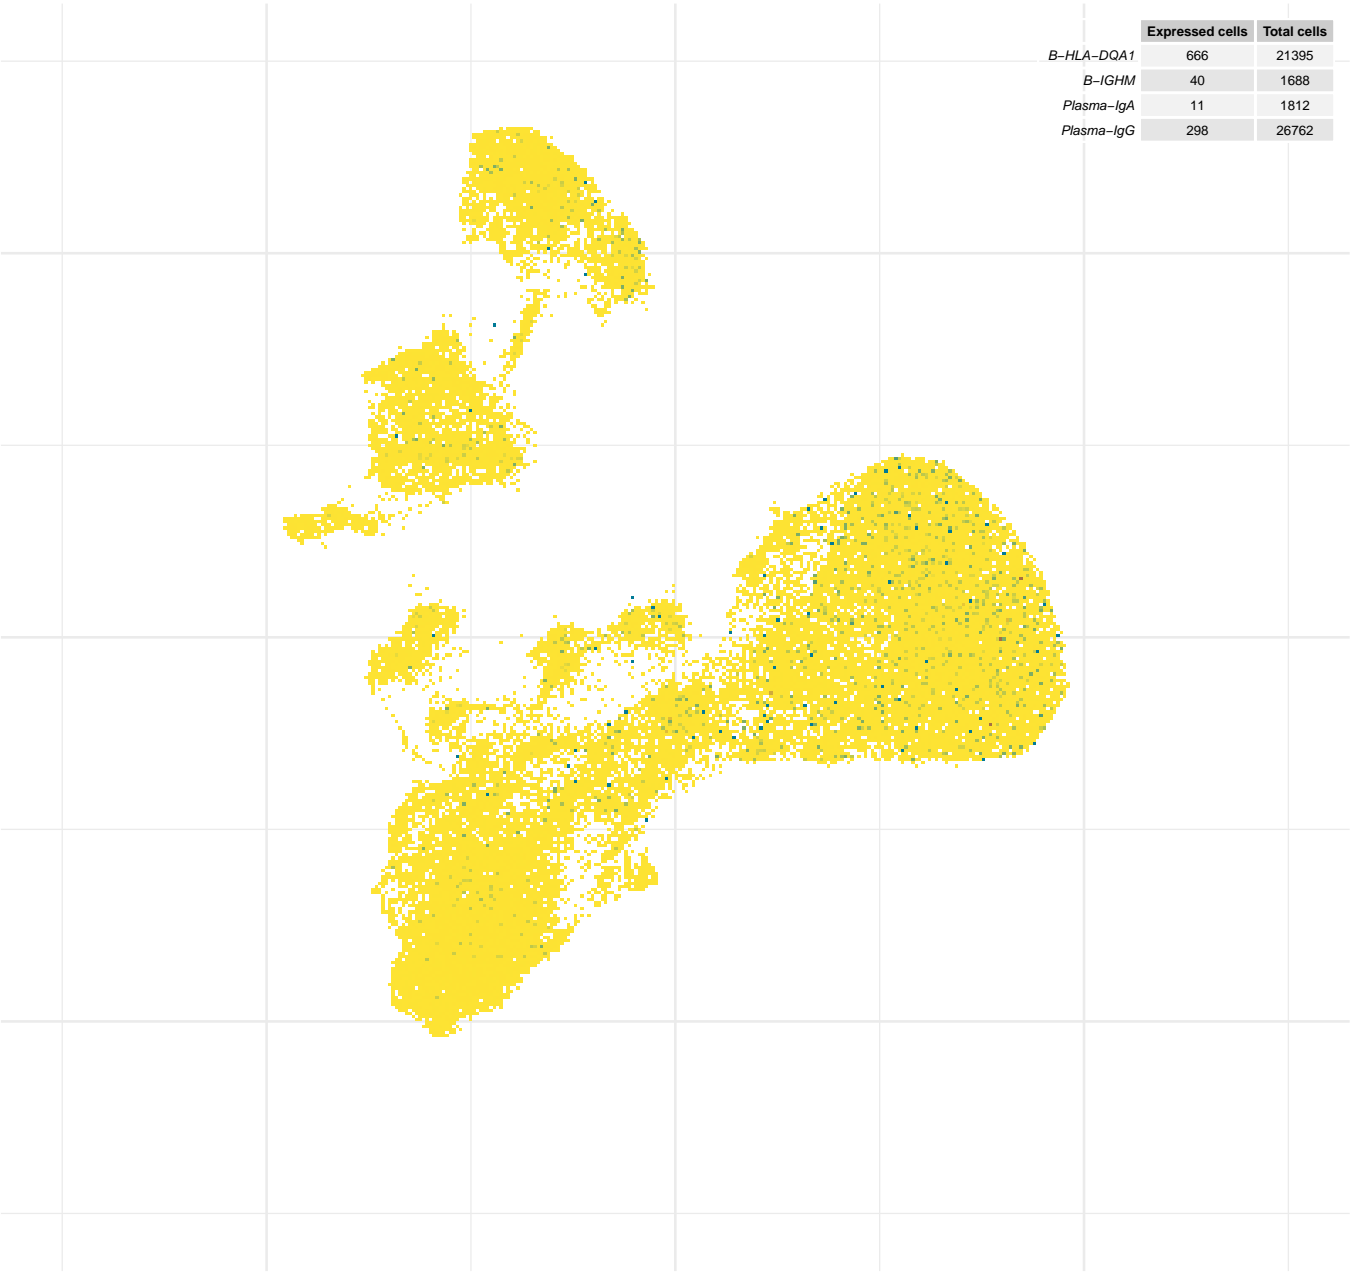 Expressed cells Total cells
B−HLA−DQA1 666 21395
B−IGHM 40 1688
Plasma−IgA 11 1812
Plasma−IgG 298 26762